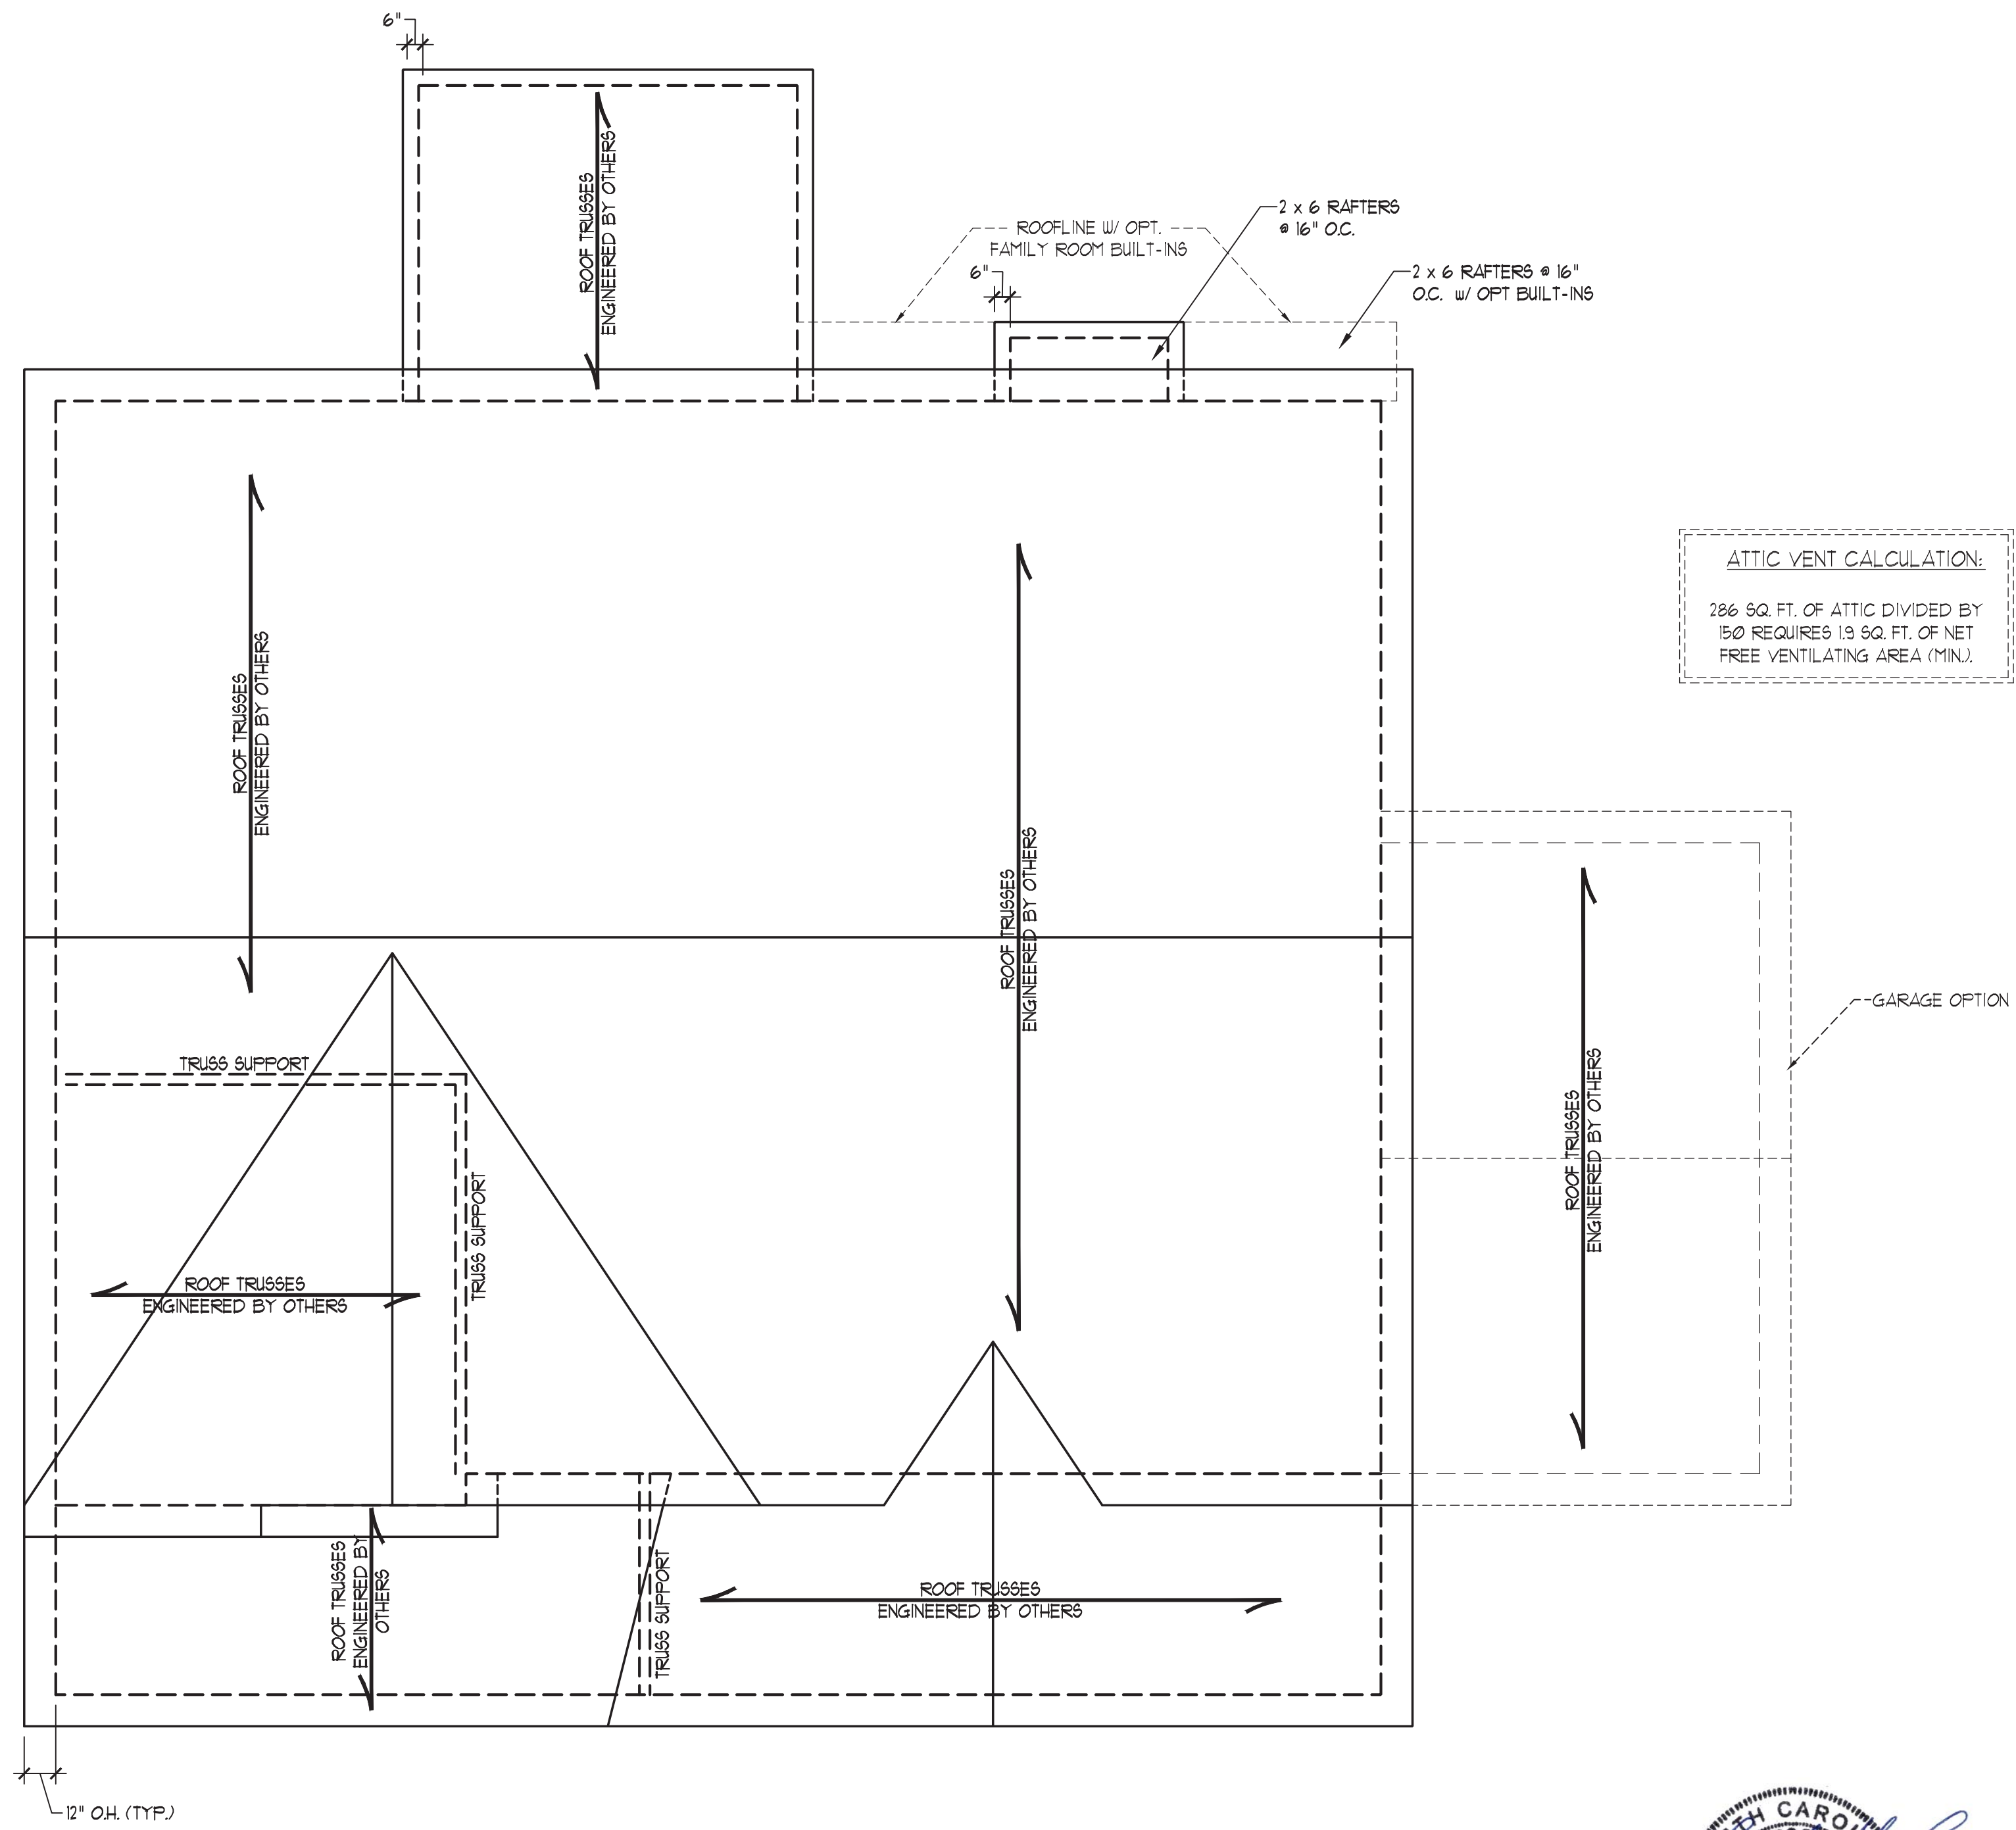 6"
ROOF TRUSSES
ENGINEERED BY OTHERS
ROOFLINE W/ OPT.
FAMILY ROOM BUILT-INS
2 x 6 RAFTERS
@ 16" O.C.
6"
2 x 6 RAFTERS @ 16"
O.C. w/ OPT BUILT-INS
ATTIC VENT CALCULATION:
286 SQ. FT. OF ATTIC DIVIDED BY
150 REQUIRES 1.9 SQ. FT. OF NET
FREE VENTILATING AREA (MIN.).
ROOF TRUSSES
ENGINEERED BY OTHERS
ROOF TRUSSES
ENGINEERED BY OTHERS
GARAGE OPTION
ROOF TRUSSES
ENGINEERED BY OTHERS
TRUSS SUPPORT
TRUSS SUPPORT
ROOF TRUSSES
ENGINEERED BY OTHERS
ROOF TRUSSES
ENGINEERED BY
OTHERS
TRUSS SUPPORT
ROOF TRUSSES
ENGINEERED BY OTHERS
12" O.H. (TYP.)